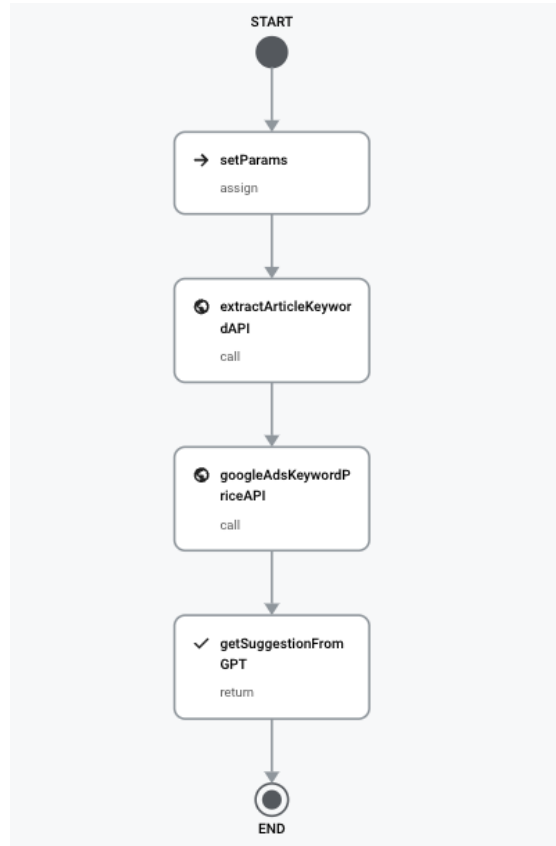 START
setParams
assign
extractArticleKeywor
dAPI
call
googleAdsKeywordP
riceAPI
call
getSuggestionFrom
GPT
return
END